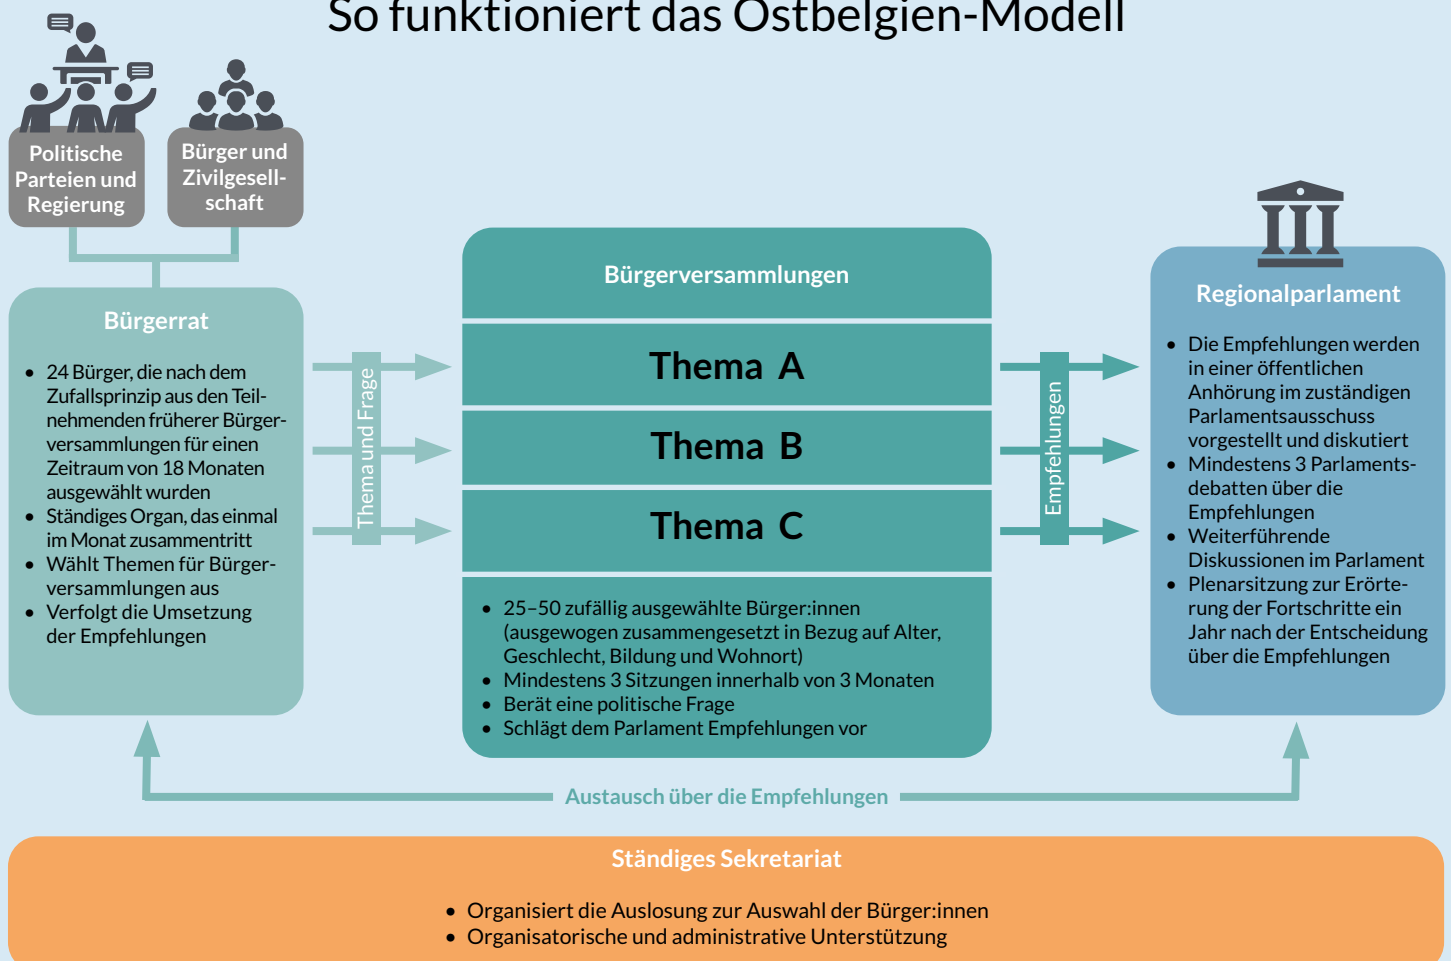 So funktioniert das Ostbelgien-Modell
Politische
Parteien und
Regierung
Bürger und
Zivilgesell-
schaft
Bürgerrat
• 24 Bürger, die nach dem
Zufallsprinzip aus den Teil-
nehmenden früherer Bürger-
versammlungen für einen
Zeitraum von 18 Monaten
ausgewählt wurden
• Ständiges Organ, das einmal
im Monat zusammentritt
• Wählt Themen für Bürger-
versammlungen aus
• Verfolgt die Umsetzung
der Empfehlungen
Thema und Frage
Bürgerversammlungen
Thema A
Thema B
Thema C
• 25–50 zufällig ausgewählte Bürger:innen
(ausgewogen zusammengesetzt in Bezug auf Alter,
Geschlecht, Bildung und Wohnort)
• Mindestens 3 Sitzungen innerhalb von 3 Monaten
• Berät eine politische Frage
• Schlägt dem Parlament Empfehlungen vor
Empfehlungen
Regionalparlament
• Die Empfehlungen werden
in einer öffentlichen
Anhörung im zuständigen
Parlamentsausschuss
vorgestellt und diskutiert
• Mindestens 3 Parlaments-
debatten über die
Empfehlungen
• Weiterführende
Diskussionen im Parlament
• Plenarsitzung zur Erörte-
rung der Fortschritte ein
Jahr nach der Entscheidung
über die Empfehlungen
Austausch über die Empfehlungen
Ständiges Sekretariat
• Organisiert die Auslosung zur Auswahl der Bürger:innen
• Organisatorische und administrative Unterstützung